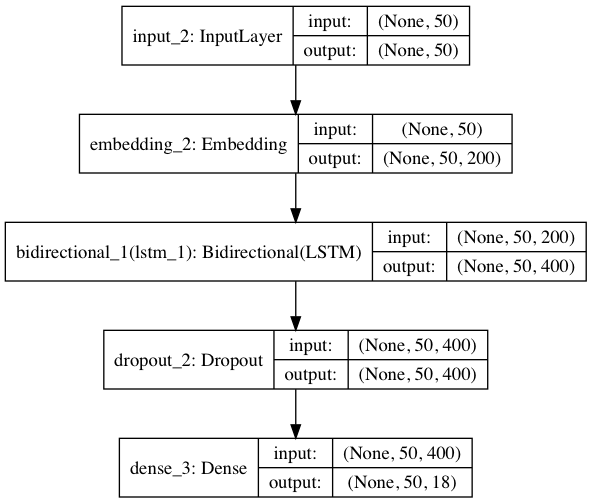 input_2: InputLayer
input: (None, 50)
output: (None, 50)
embedding_2: Embedding
input: (None, 50)
output: (None, 50, 200)
bidirectional_1(lstm_1): Bidirectional(LSTM)
input: (None, 50, 200)
output: (None, 50, 400)
dropout_2: Dropout
input: (None, 50, 400)
output: (None, 50, 400)
dense_3: Dense
input: (None, 50, 400)
output: (None, 50, 18)